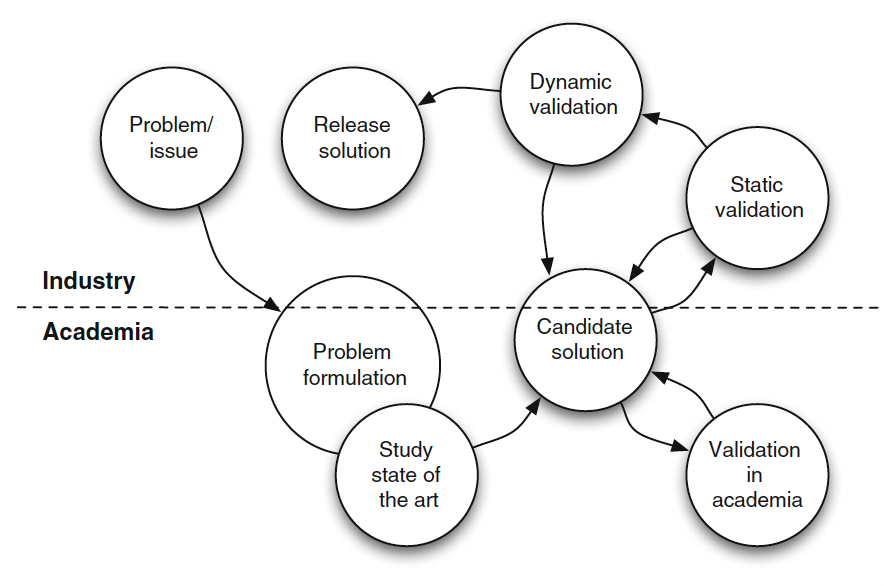 Problem/
issue
Release
solution
Dynamic
validation
Static
validation
Industry
Academia
Problem
formulation
Candidate
solution
Study
state of
the art
Validation
in
academia